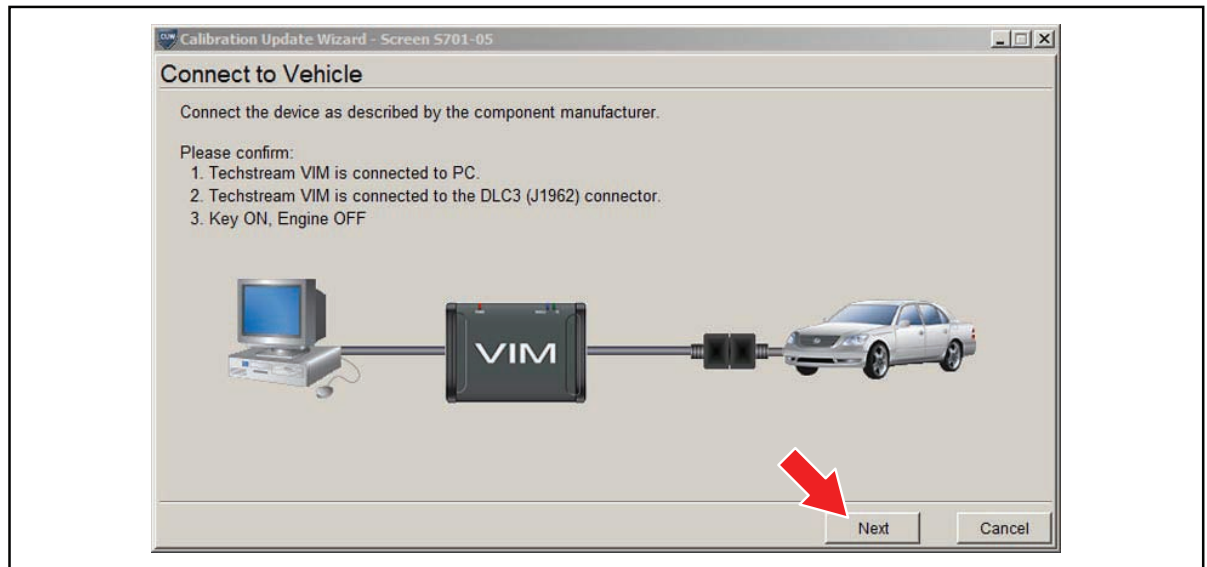 Calibration Update Wizard - Screen S701-05
Connect to Vehicle
Connect the device as described by the component manufacturer.
Please confirm:
1. Techstream VIM is connected to PC.
2. Techstream VIM is connected to the DLC3 (J1962) connector.
3. Key ON, Engine OFF
VIM
Next
Cancel